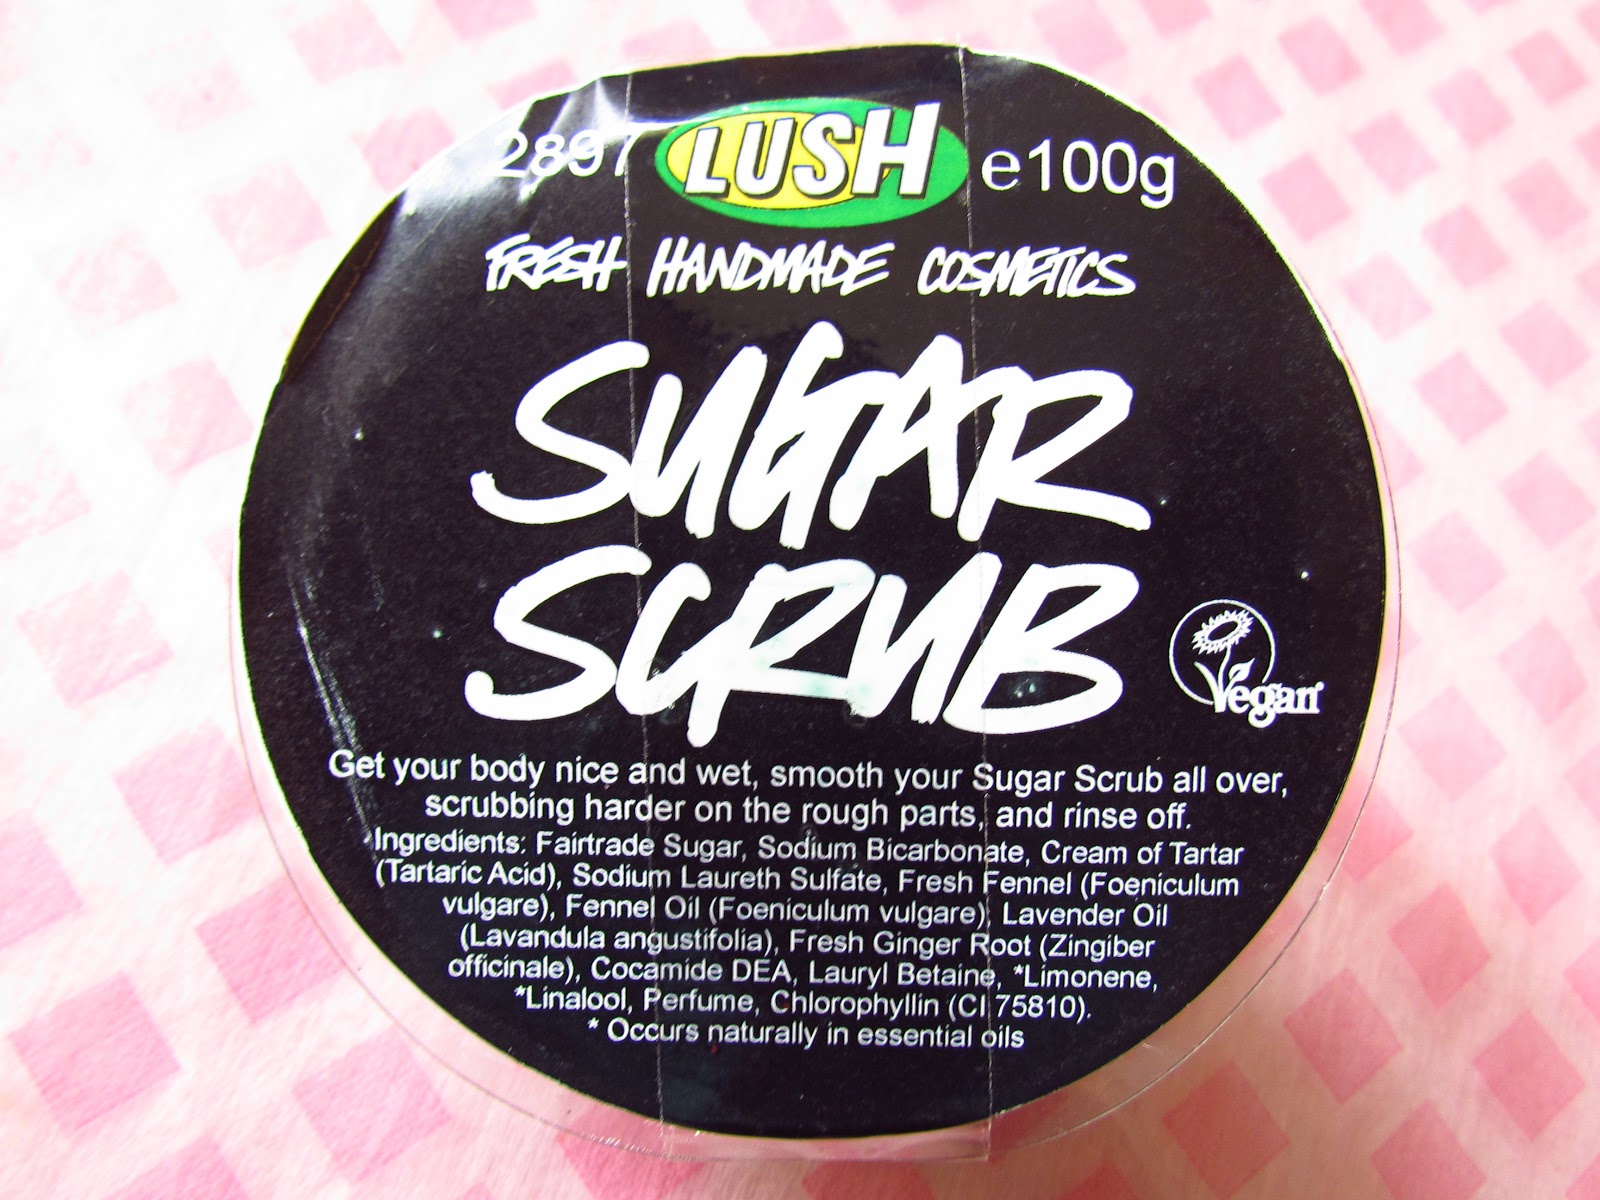 2897 LUSH e100g
FRESH HANDMADE COSMETICS
SUGAR
SCRUB
Vegan
Get your body nice and wet, smooth your Sugar Scrub all over,
scrubbing harder on the rough parts, and rinse off.
Ingredients: Fairtrade Sugar, Sodium Bicarbonate, Cream of Tartar
(Tartaric Acid), Sodium Laureth Sulfate, Fresh Fennel (Foeniculum
vulgare), Fennel Oil (Foeniculum vulgare), Lavender Oil
(Lavandula angustifolia), Fresh Ginger Root (Zingiber
officinale), Cocamide DEA, Lauryl Betaine, *Limonene,
*Linalool, Perfume, Chlorophyllin (CI 75810).
* Occurs naturally in essential oils